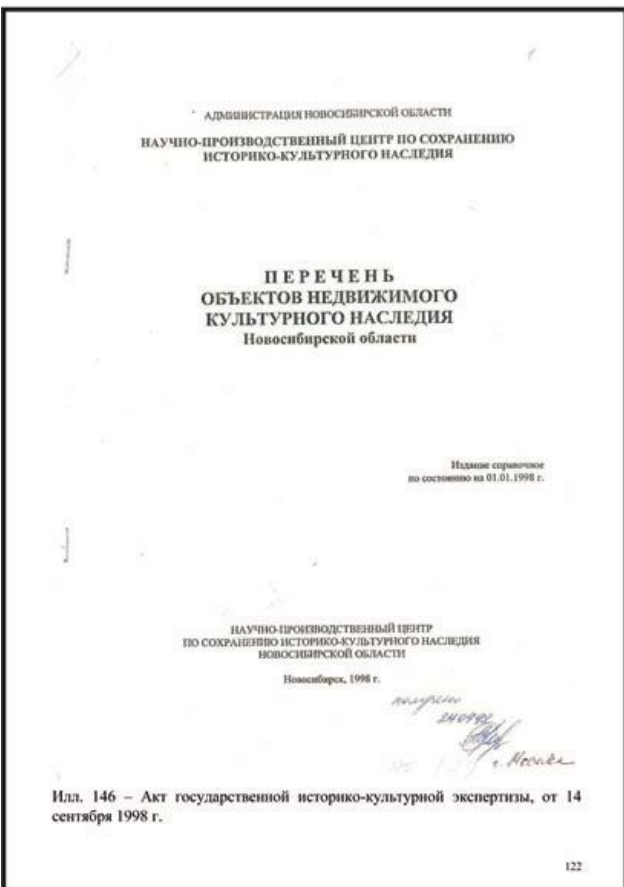 АДМИНИСТРАЦИЯ НОВОСИБИРСКОЙ ОБЛАСТИ
НАУЧНО-ПРОИЗВОДСТВЕННЫЙ ЦЕНТР ПО СОХРАНЕНИЮ
ИСТОРИКО-КУЛЬТУРНОГО НАСЛЕДИЯ
П Е Р Е Ч Е Н Ь
ОБЪЕКТОВ НЕДВИЖИМОГО
КУЛЬТУРНОГО НАСЛЕДИЯ
Новосибирской области
Издание справочное
по состоянию на 01.01.1998 г.
НАУЧНО-ПРОИЗВОДСТВЕННЫЙ ЦЕНТР
ПО СОХРАНЕНИЮ ИСТОРИКО-КУЛЬТУРНОГО НАСЛЕДИЯ
НОВОСИБИРСКОЙ ОБЛАСТИ
Новосибирск, 1998 г.
получено
г. Москва
Илл. 146 – Акт государственной историко-культурной экспертизы, от 14
сентября 1998 г.
122